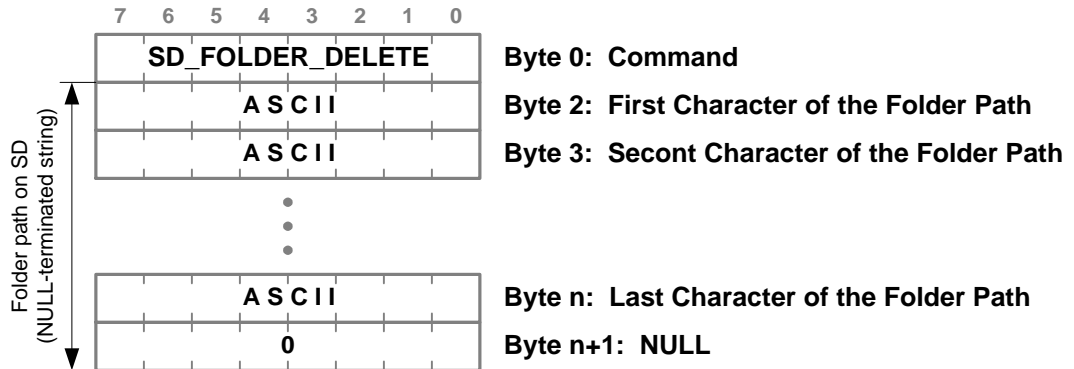 7 6 5 4 3 2 1 0
SD_FOLDER_DELETE Byte 0: Command
A S C I I Byte 2: First Character of the Folder Path
A S C I I Byte 3: Secont Character of the Folder Path
Folder path on SD
(NULL-terminated string)
A S C I I Byte n: Last Character of the Folder Path
0 Byte n+1: NULL